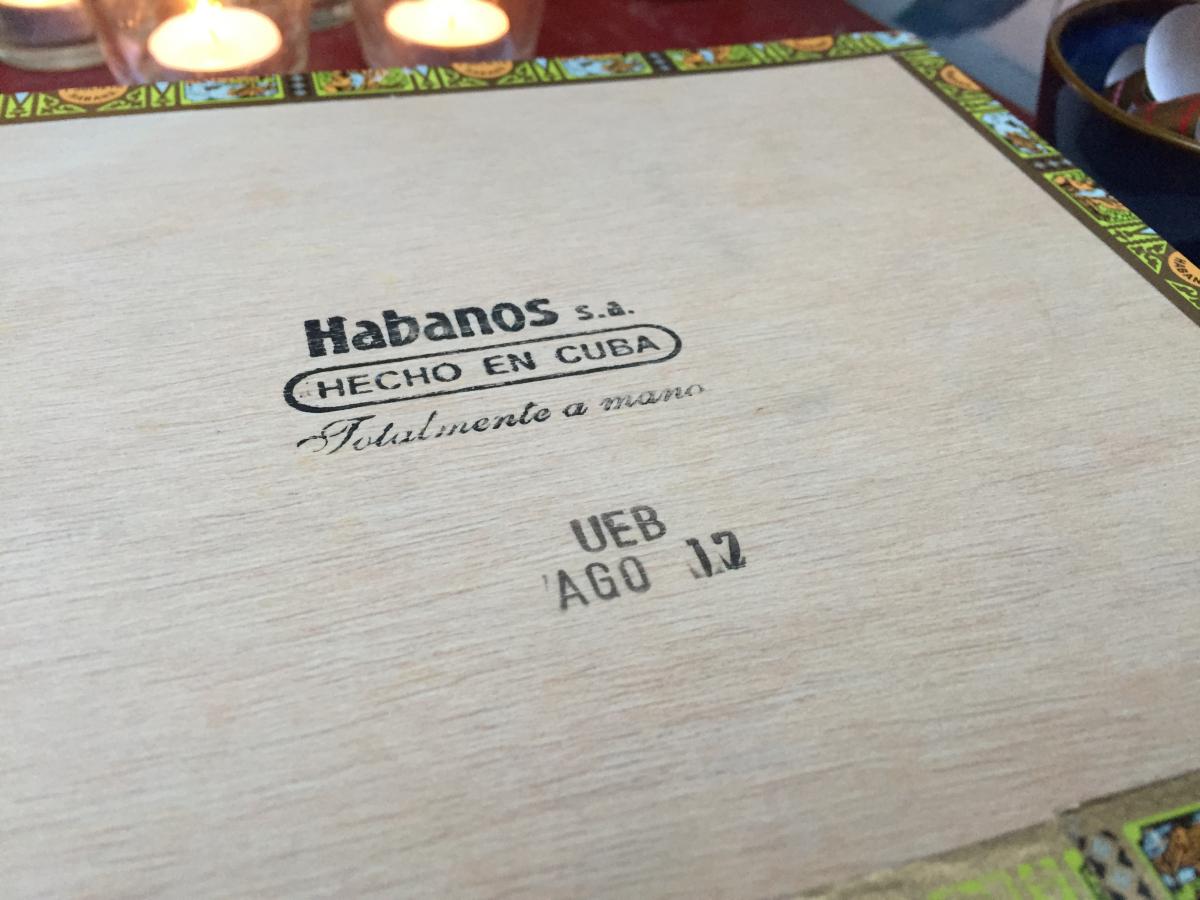 Habanos s.a.
HECHO EN CUBA
Totalmente a mano
UEB
AGO 12